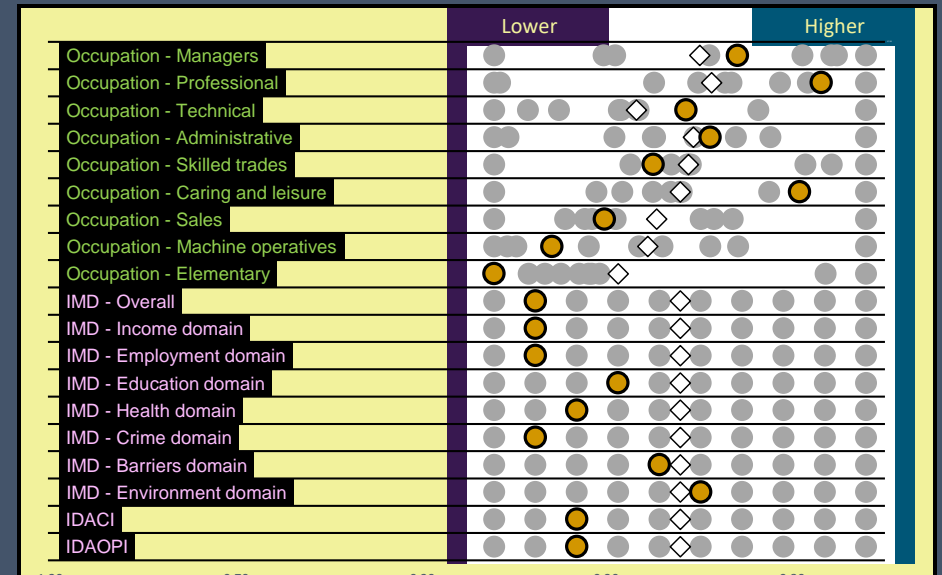 Lower Higher
Occupation - Managers
Occupation - Professional
Occupation - Technical
Occupation - Administrative
Occupation - Skilled trades
Occupation - Caring and leisure
Occupation - Sales
Occupation - Machine operatives
Occupation - Elementary
IMD - Overall
IMD - Income domain
IMD - Employment domain
IMD - Education domain
IMD - Health domain
IMD - Crime domain
IMD - Barriers domain
IMD - Environment domain
IDACI
IDAOPI